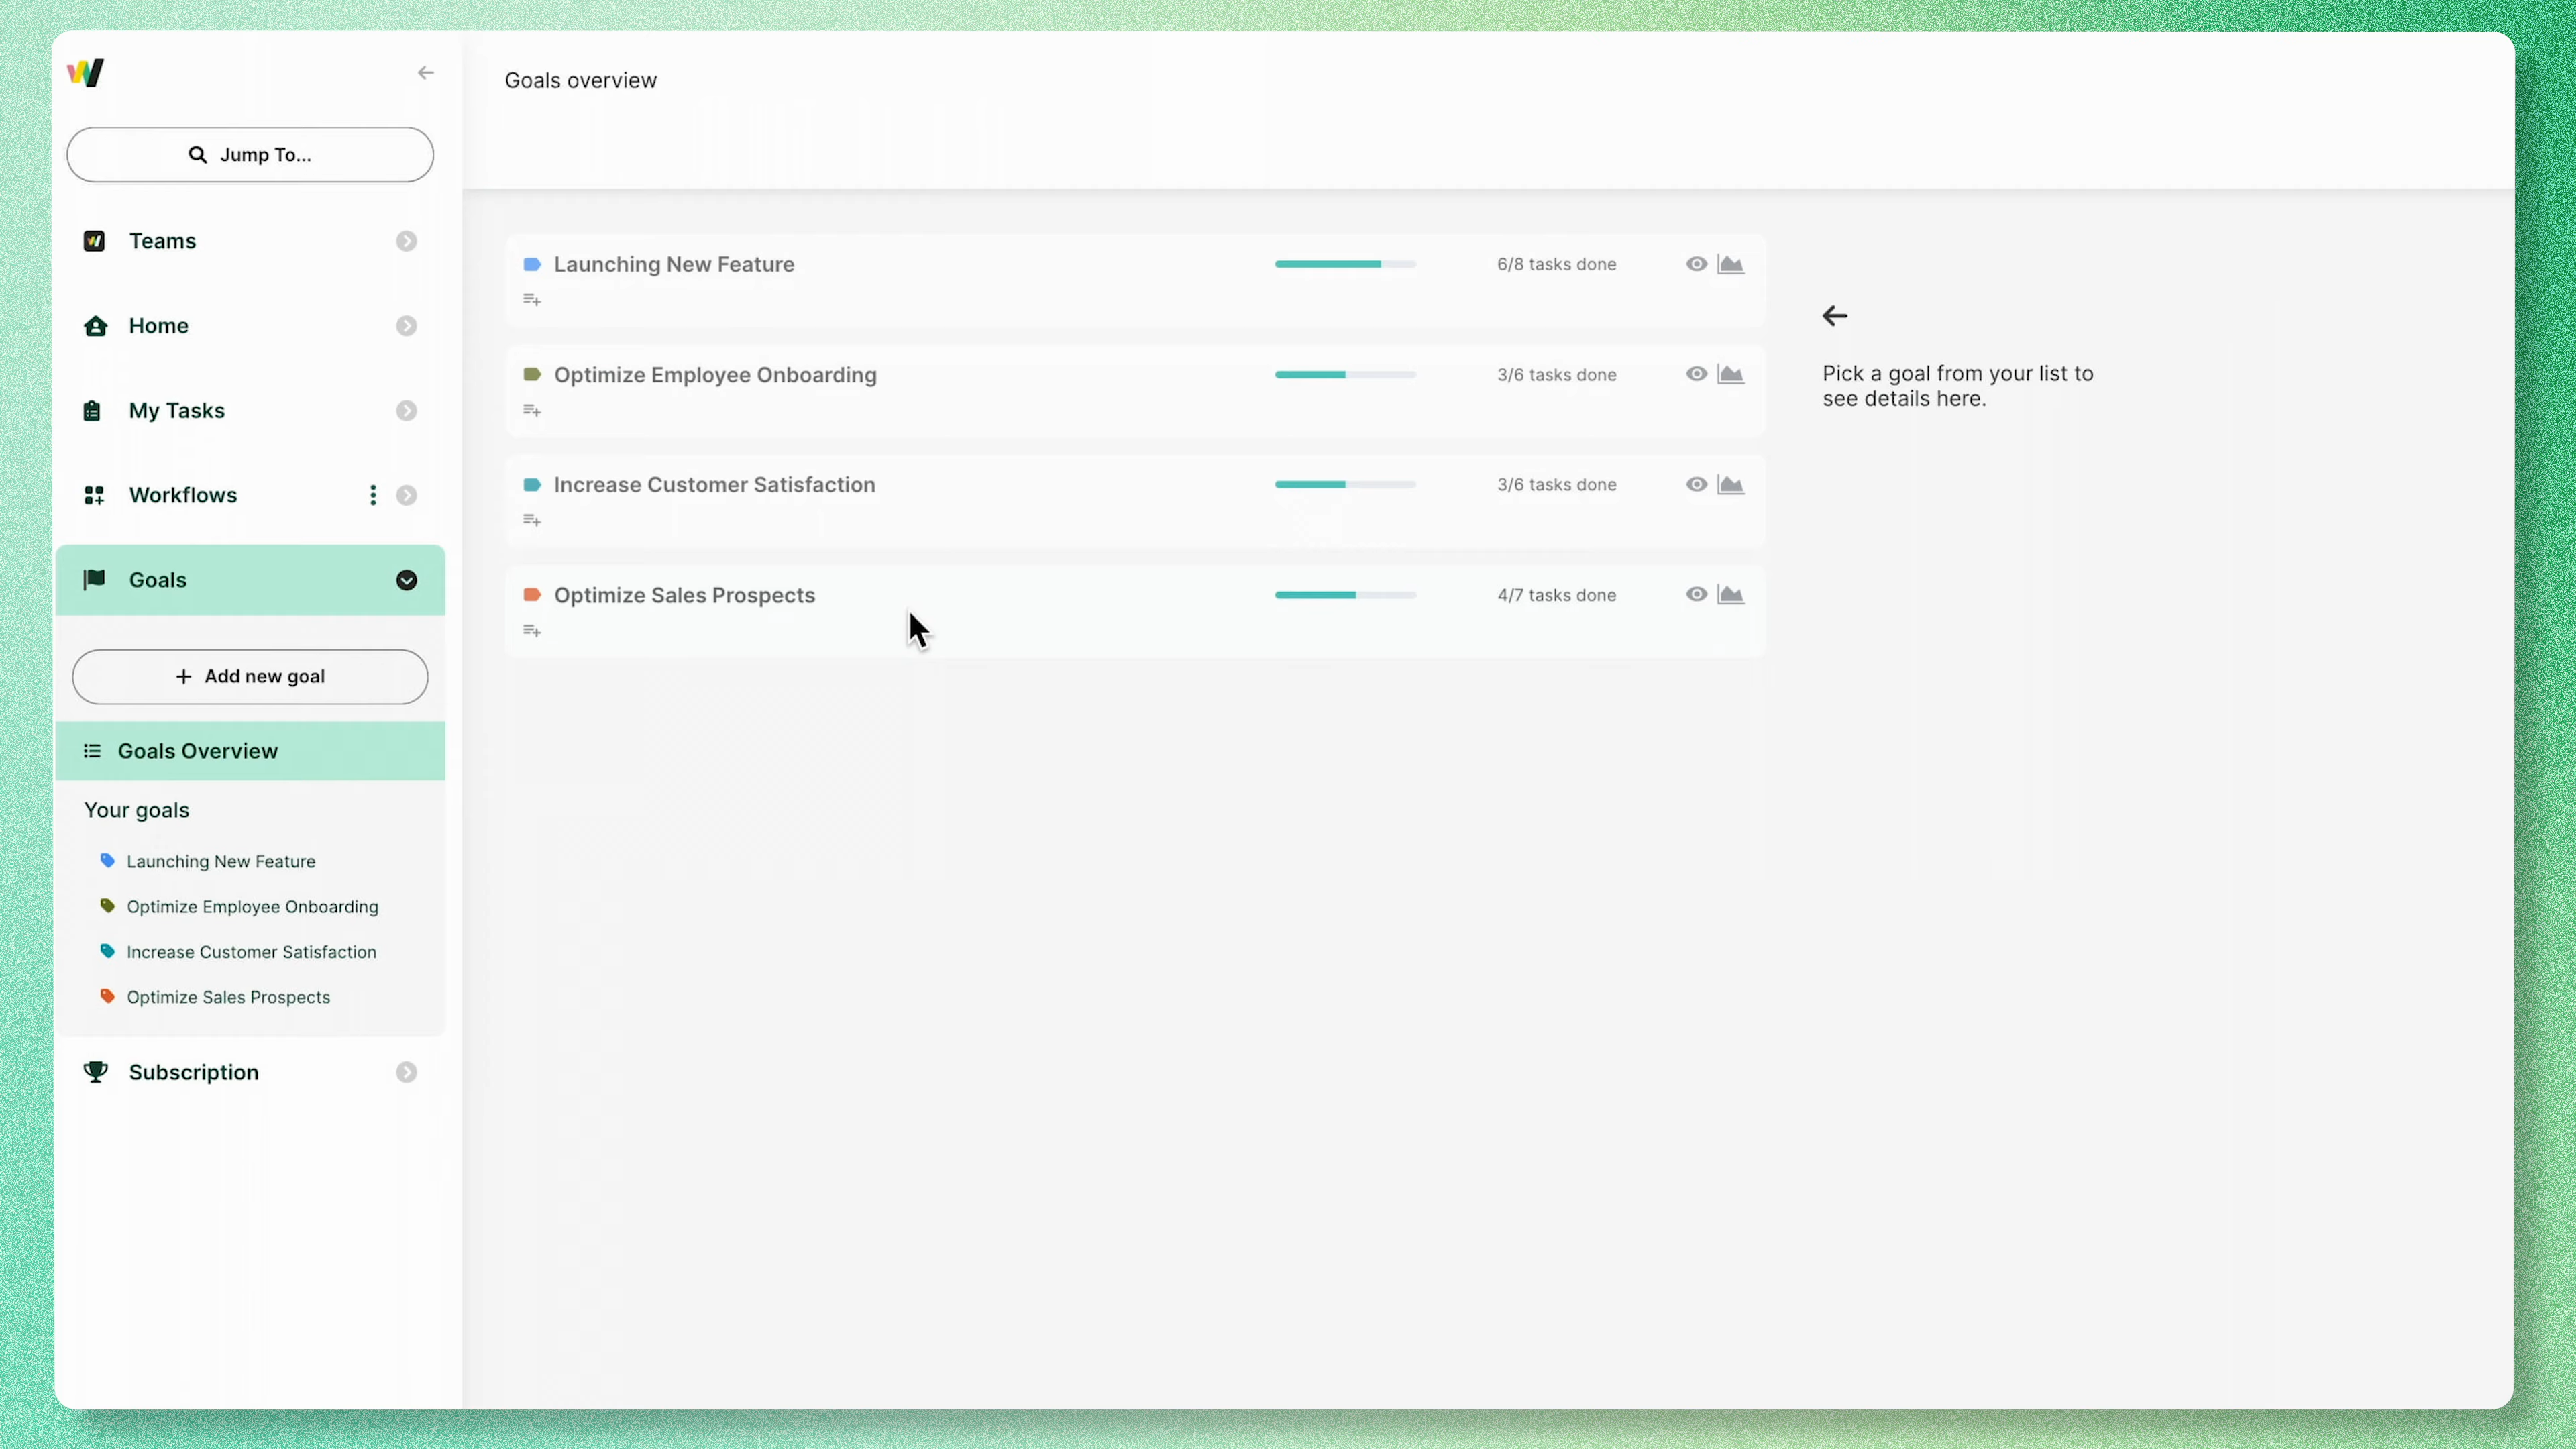 Jump To...
Teams
Home
My Tasks
Workflows
Goals
Add new goal
Goals Overview
Your goals
Launching New Feature
Optimize Employee Onboarding
Increase Customer Satisfaction
Optimize Sales Prospects
Subscription
Goals overview
Launching New Feature 6/8 tasks done
Optimize Employee Onboarding 3/6 tasks done
Increase Customer Satisfaction 3/6 tasks done
Optimize Sales Prospects 4/7 tasks done
Pick a goal from your list to
see details here.